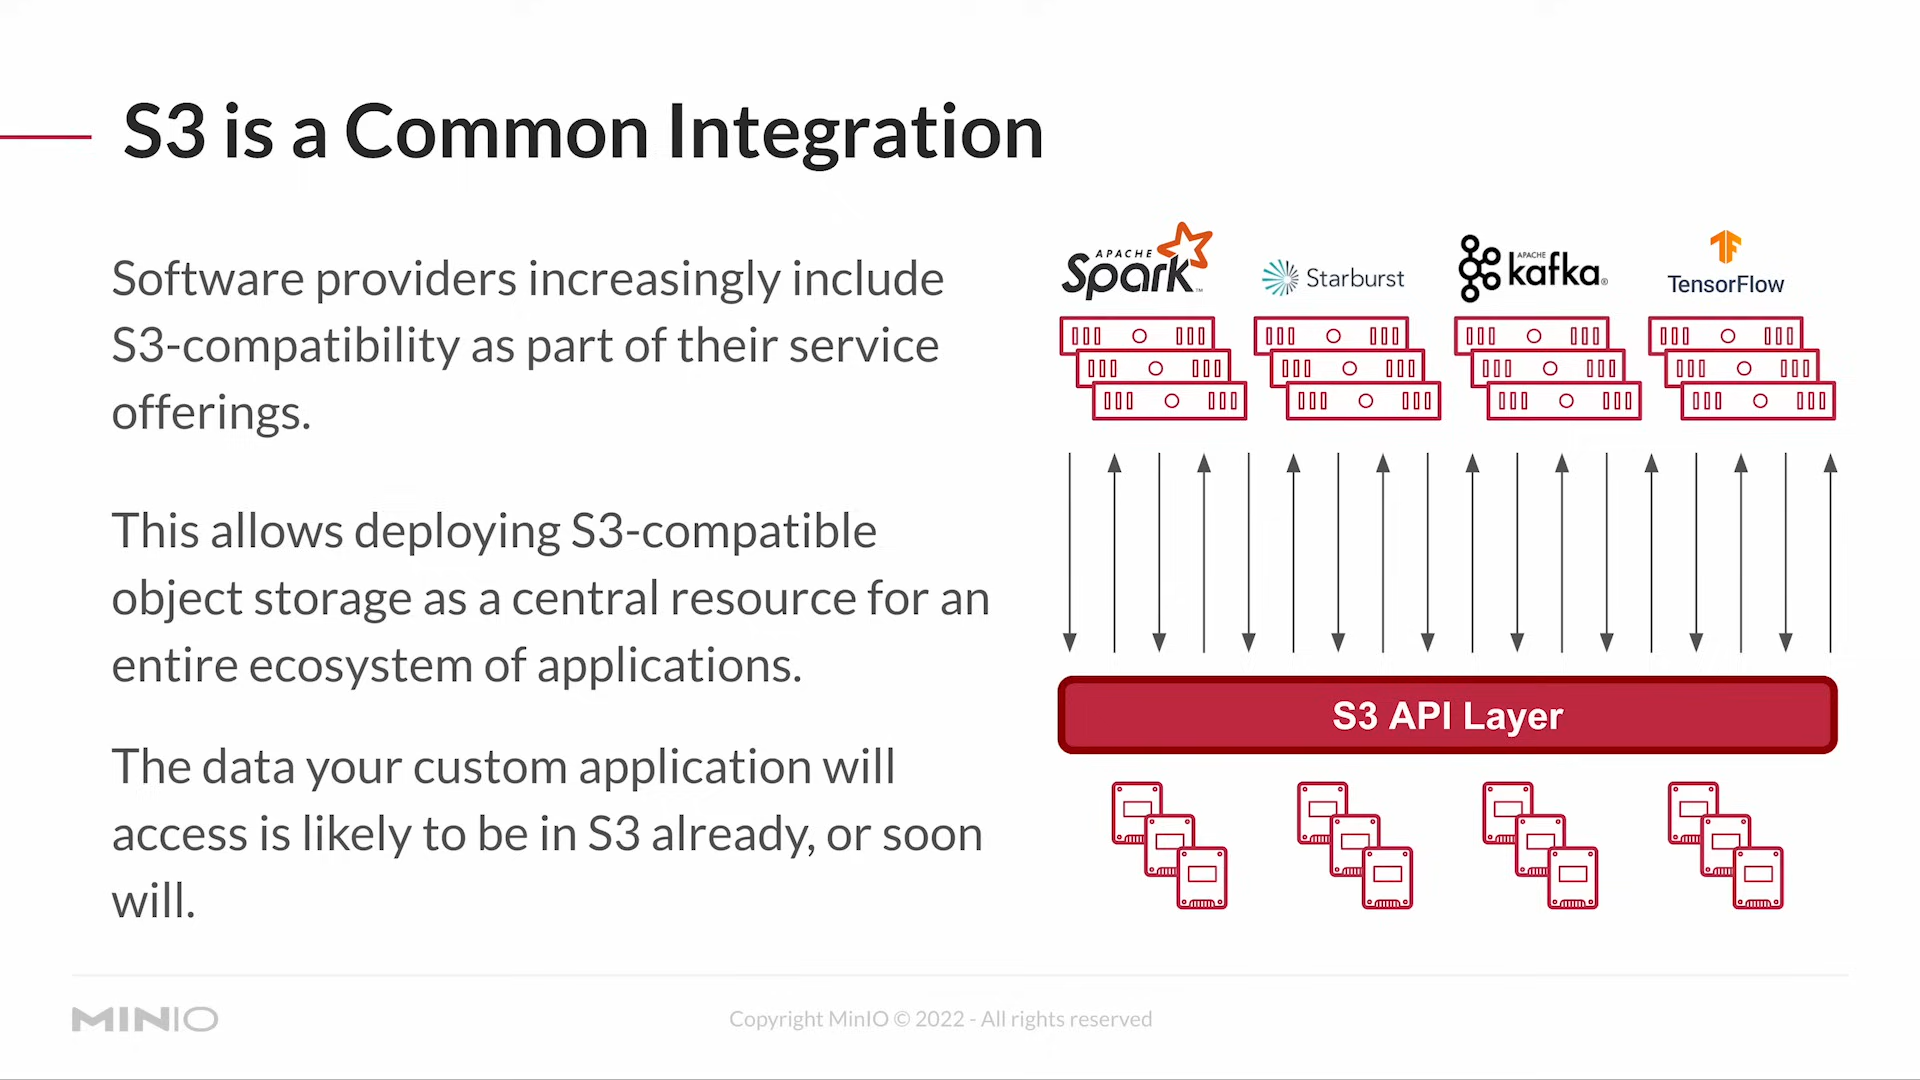 S3 is a Common Integration
Software providers increasingly include
S3-compatibility as part of their service
offerings.
This allows deploying S3-compatible
object storage as a central resource for an
entire ecosystem of applications.
The data your custom application will
access is likely to be in S3 already, or soon
will.
APACHE
Spark™
Starburst
APACHE
kafka®
TensorFlow
S3 API Layer
MINIO
Copyright MinIO © 2022 - All rights reserved